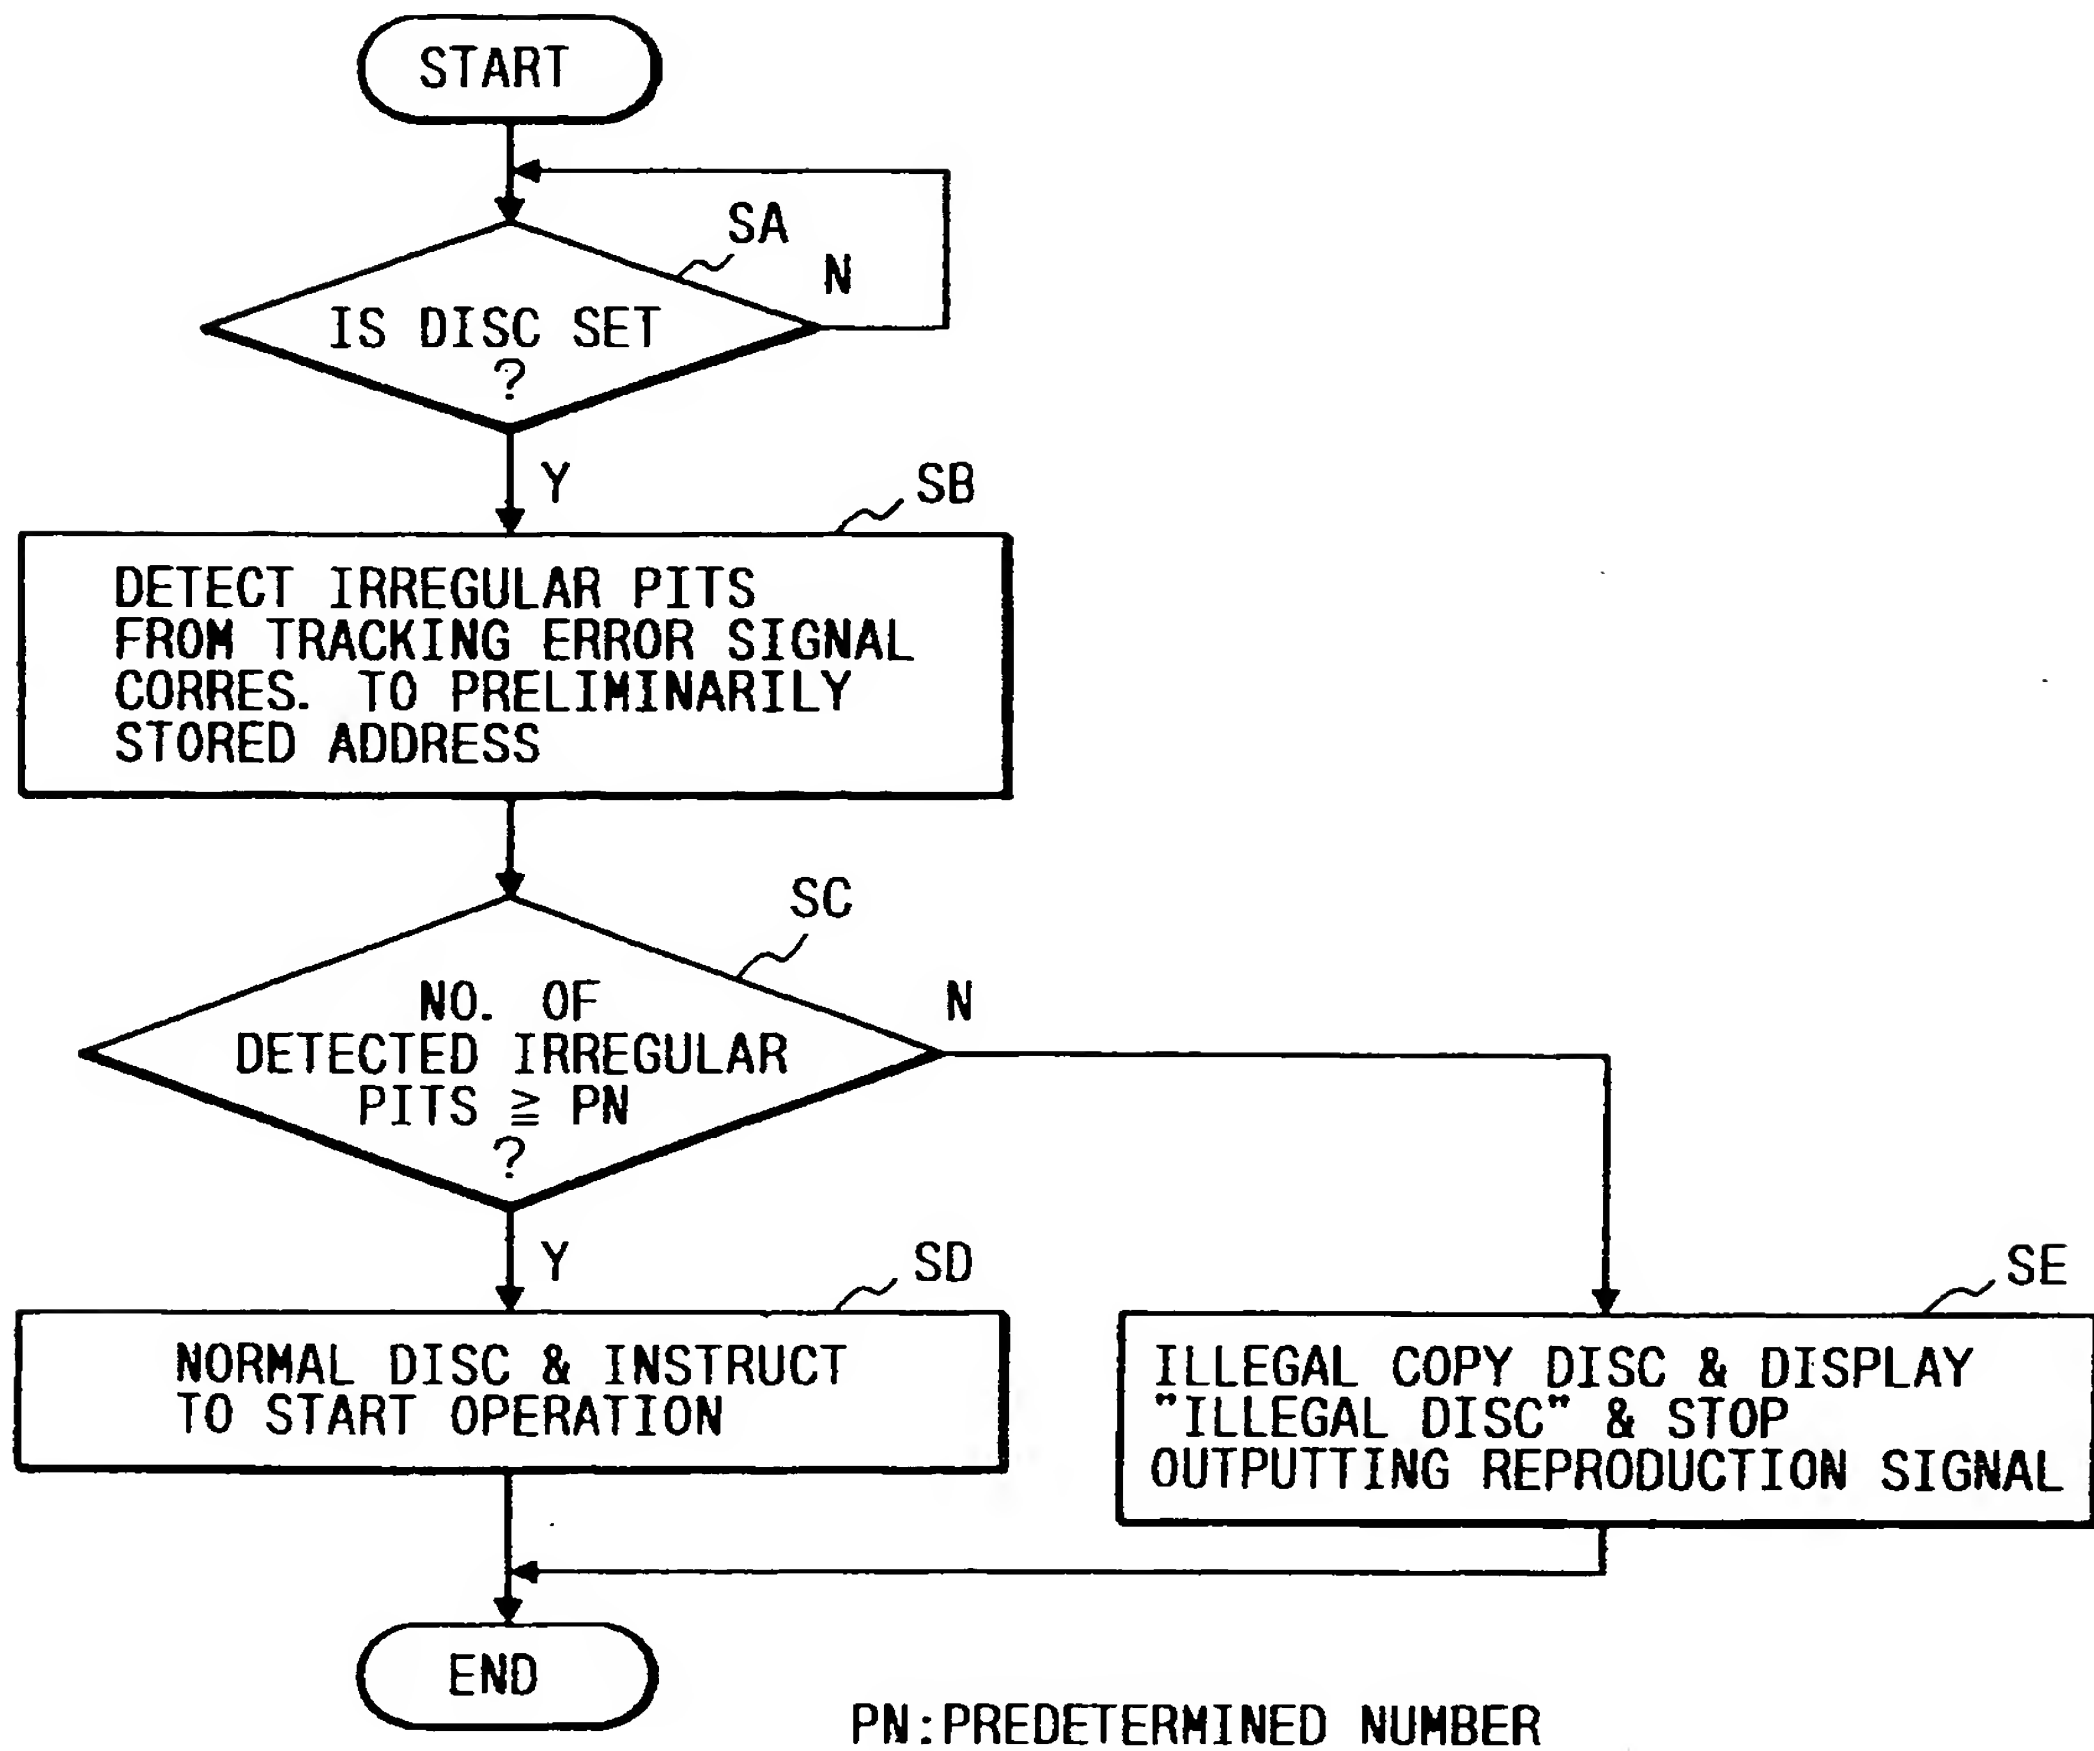 START
SA
N
IS DISC SET
?
Y
SB
DETECT IRREGULAR PITS
FROM TRACKING ERROR SIGNAL
CORRES. TO PRELIMINARILY
STORED ADDRESS
SC
N
NO. OF
DETECTED IRREGULAR
PITS ≧ PN
?
Y
SD
NORMAL DISC & INSTRUCT
TO START OPERATION
SE
ILLEGAL COPY DISC & DISPLAY
"ILLEGAL DISC" & STOP
OUTPUTTING REPRODUCTION SIGNAL
END
PN:PREDETERMINED NUMBER